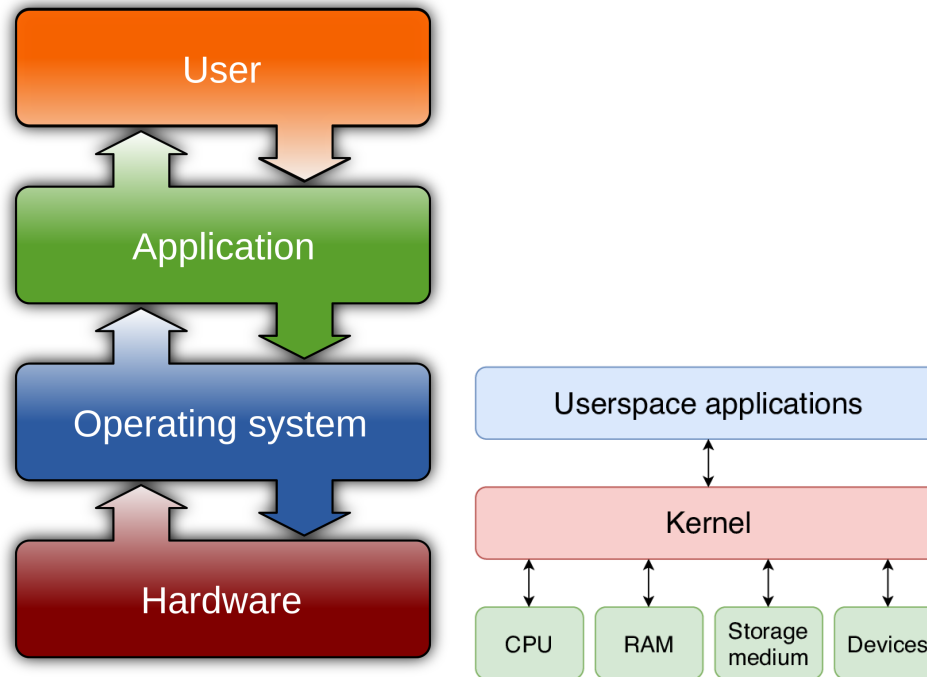 User
Application
Operating system
Hardware
Userspace applications
Kernel
CPU
RAM
Storage
medium
Devices